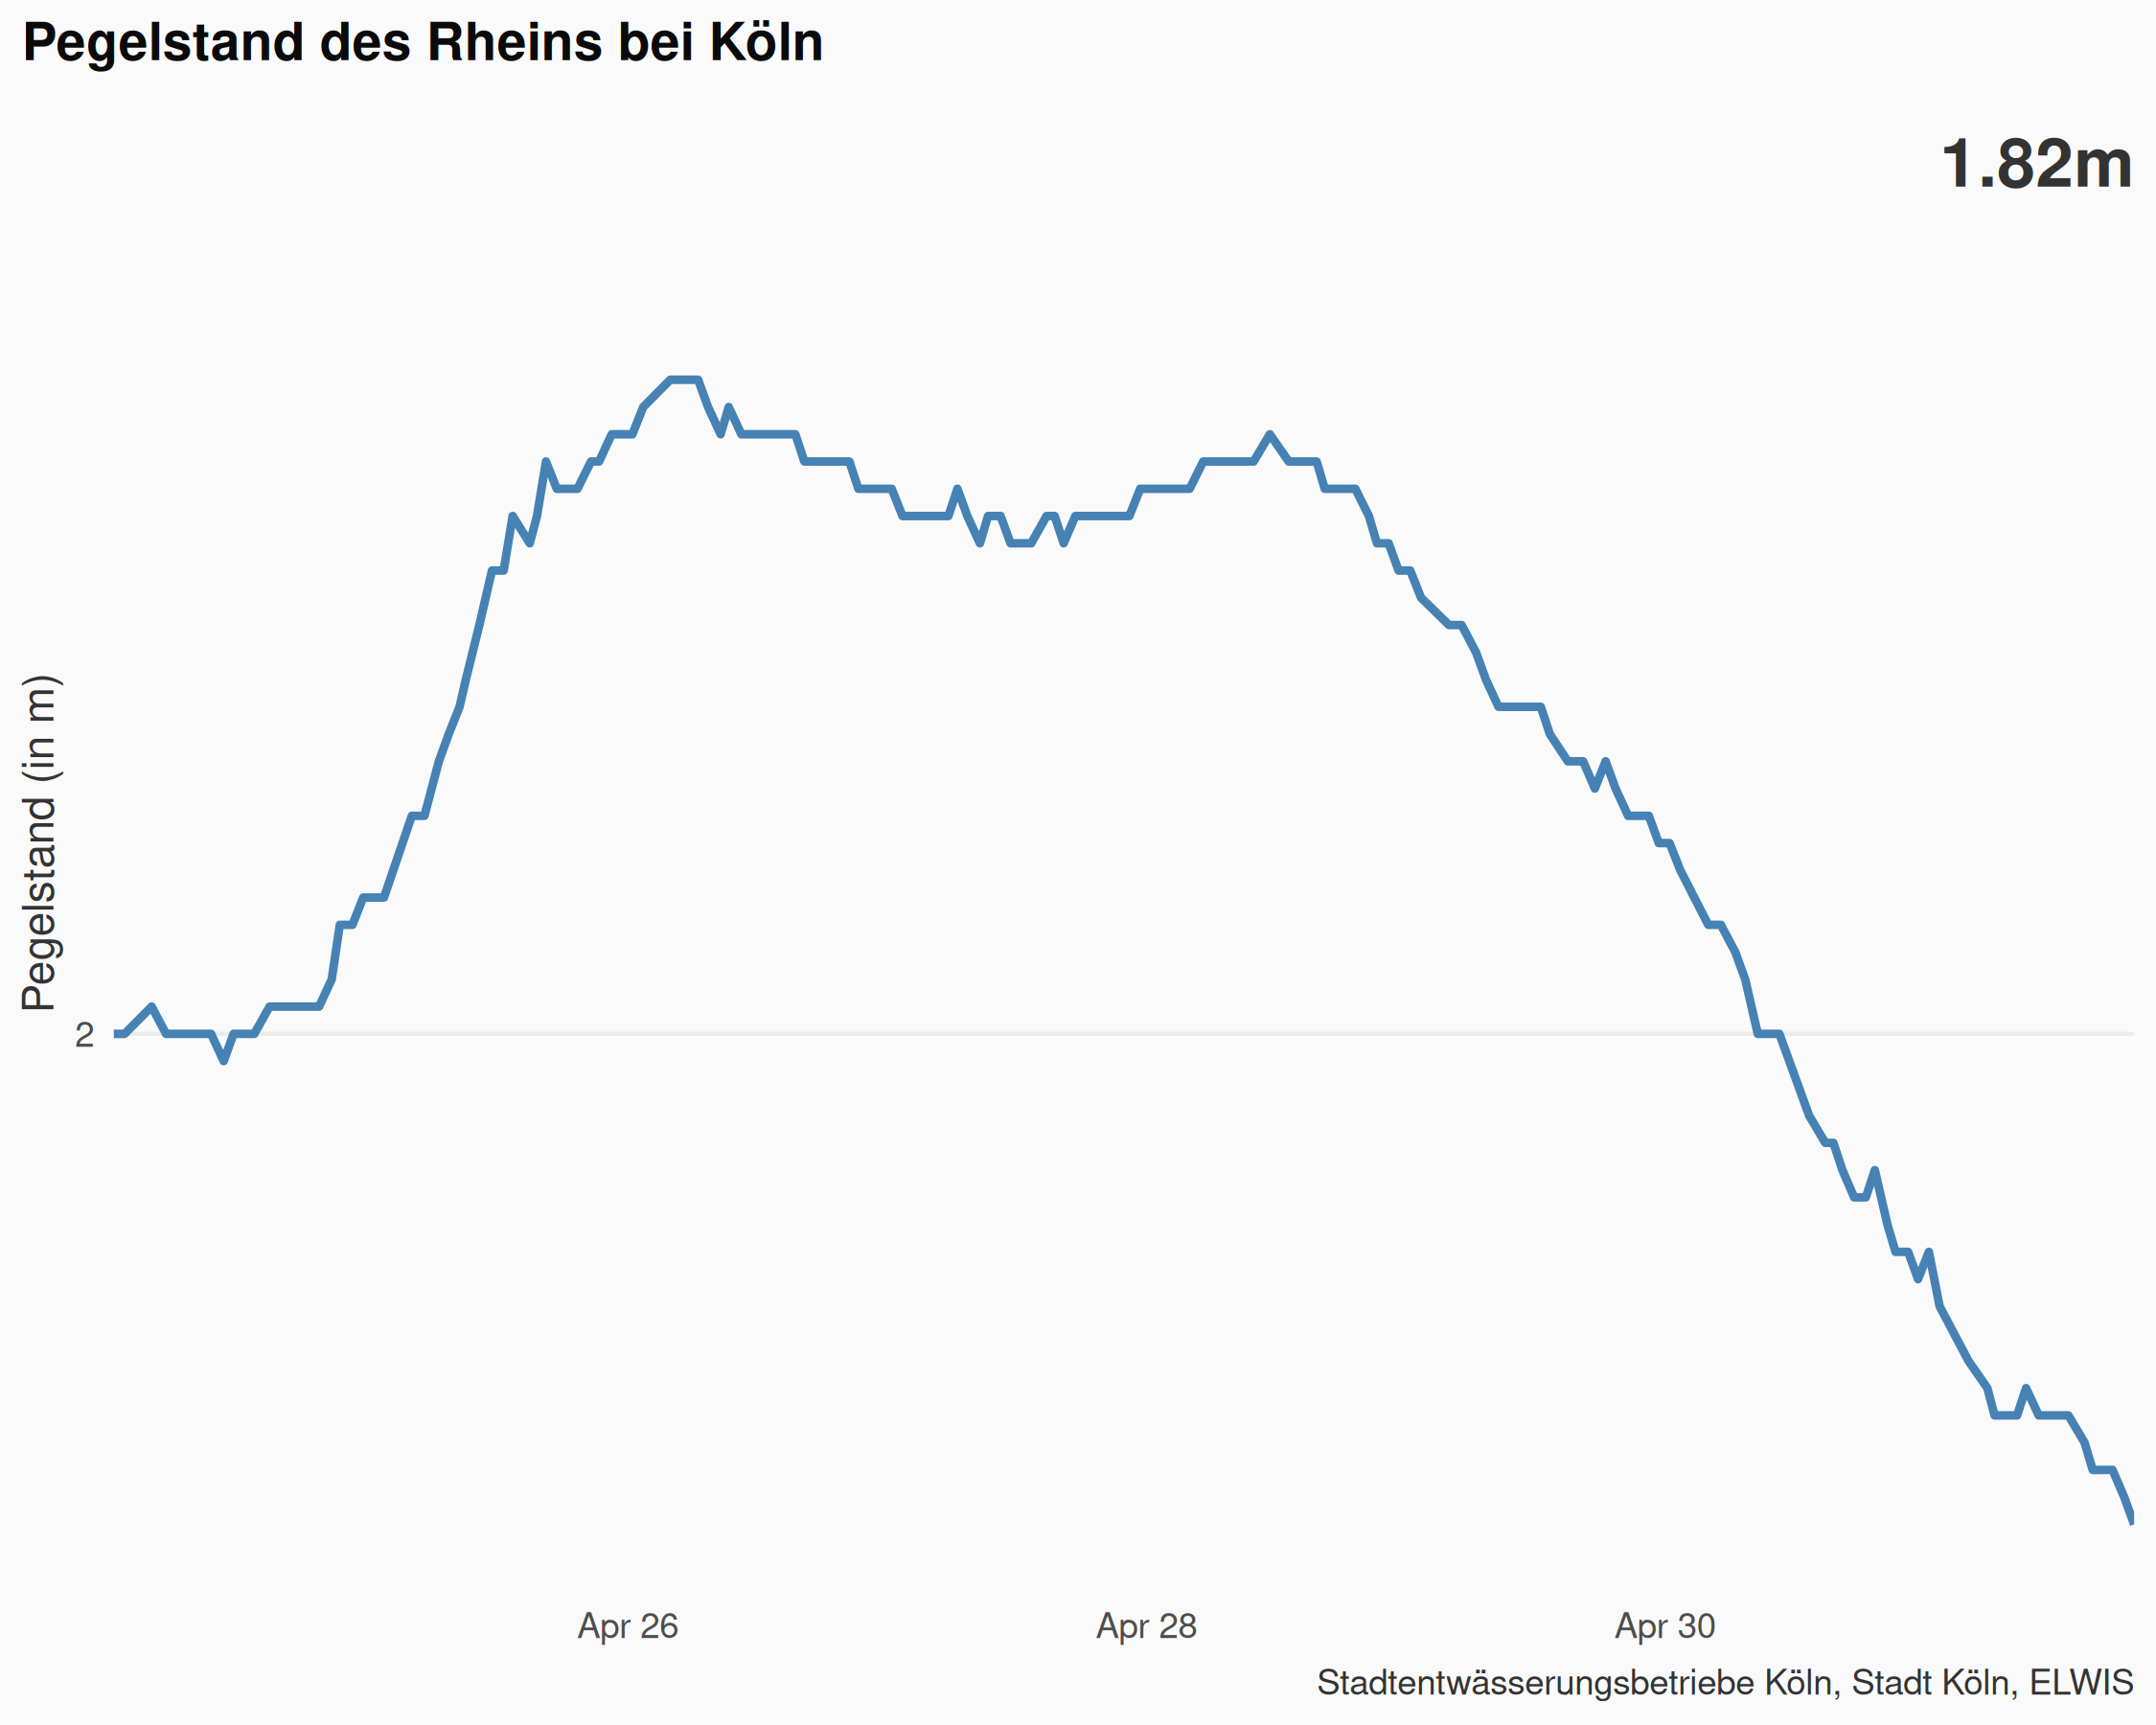 Pegelstand des Rheins bei Köln
1.82m
Pegelstand (in m)
2
Apr 26
Apr 28
Apr 30
Stadtentwässerungsbetriebe Köln, Stadt Köln, ELWIS